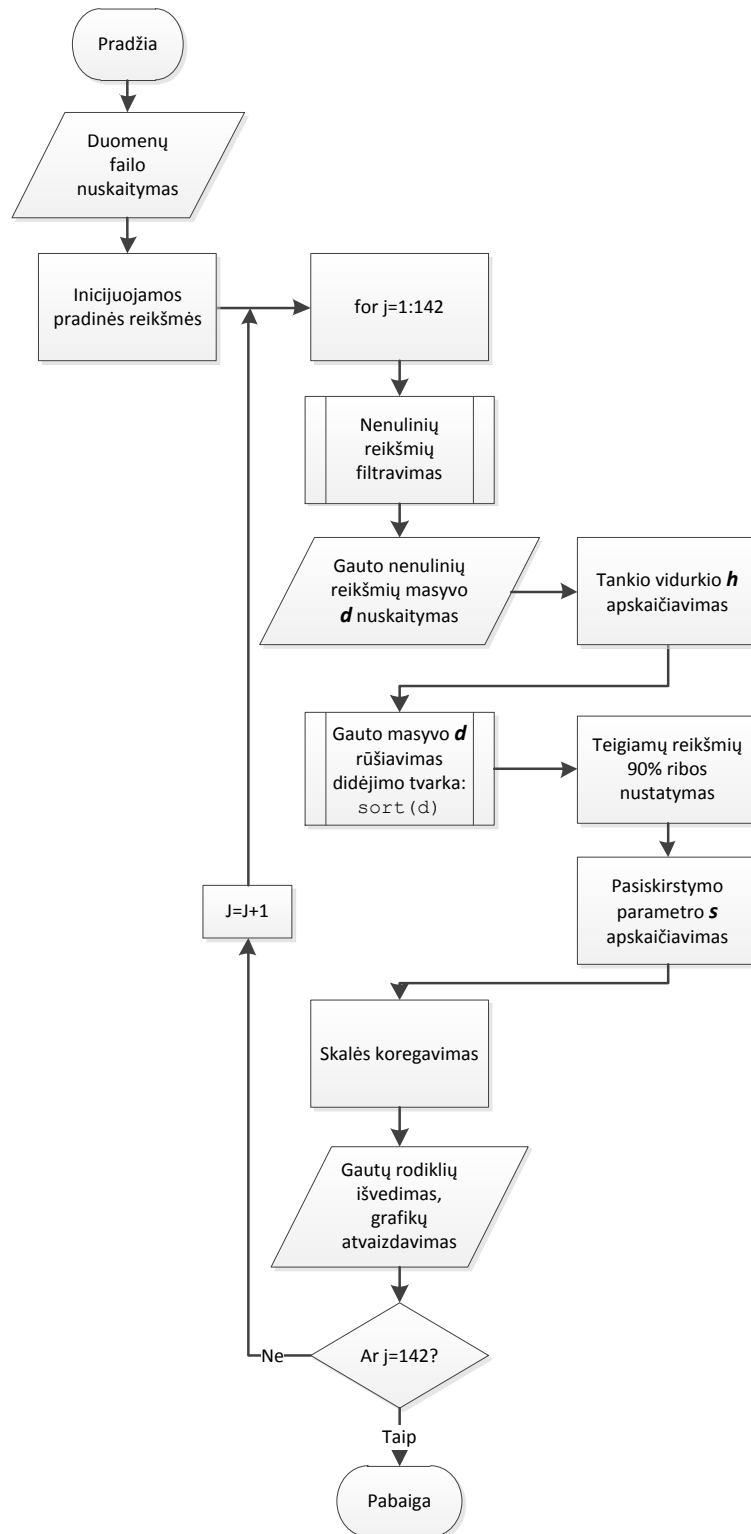 Pradžia
Duomenų
failo
nuskaitymas
Inicijuojamos
pradinės reikšmės
for j=1:142
Nenulinių
reikšmių
filtravimas
Gauto nenulinių
reikšmių masyvo
d nuskaitymas
Tankio vidurkio h
apskaičiavimas
Gauto masyvo d
rūšiavimas
didėjimo tvarka:
sort(d)
Teigiamų reikšmių
90% ribos
nustatymas
Pasiskirstymo
parametro s
apskaičiavimas
J=J+1
Skalės koregavimas
Gautų rodiklių
išvedimas,
grafikų
atvaizdavimas
Ne
Ar j=142?
Taip
Pabaiga